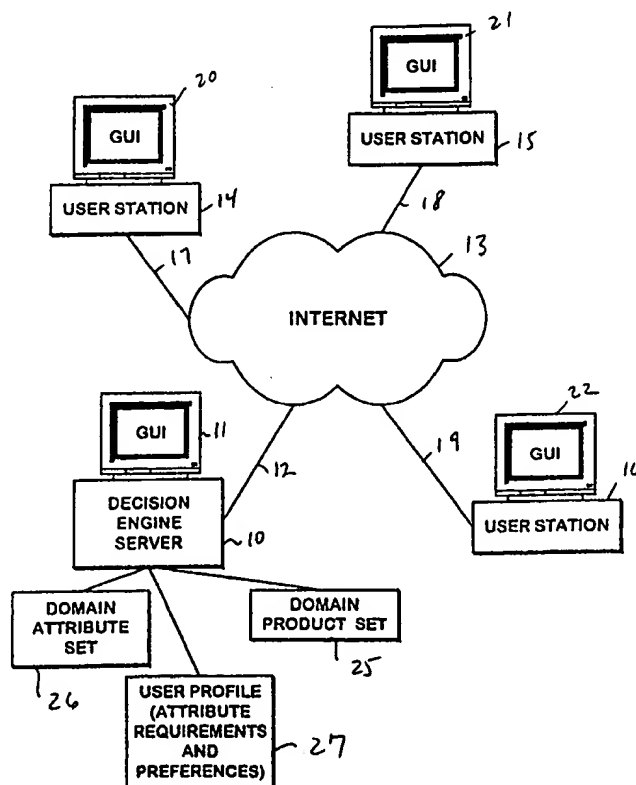 21
GUI
20
GUI
USER STATION
15
USER STATION
14
18
17
13
INTERNET
GUI
11
12
19
22
GUI
16
USER STATION
DECISION
ENGINE
SERVER
10
DOMAIN
ATTRIBUTE
SET
26
DOMAIN
PRODUCT SET
25
USER PROFILE
(ATTRIBUTE
REQUIREMENTS
AND
PREFERENCES)
27